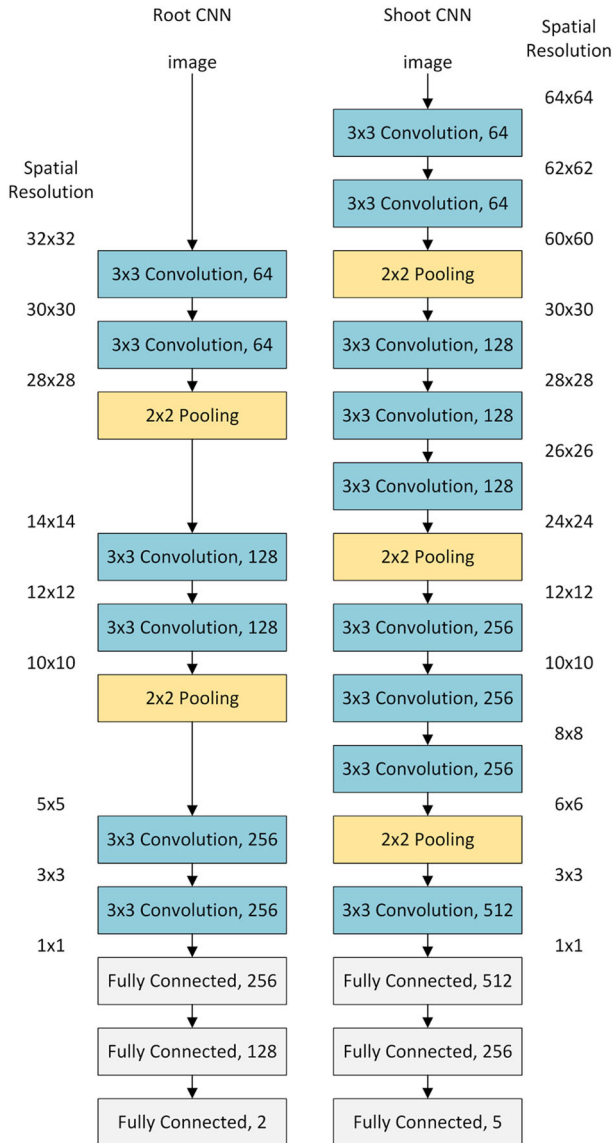 Root CNN
Shoot CNN
Spatial
Resolution
image
image
64x64
3x3 Convolution, 64
62x62
Spatial
Resolution
3x3 Convolution, 64
32x32
60x60
3x3 Convolution, 64
2x2 Pooling
30x30
30x30
3x3 Convolution, 64
3x3 Convolution, 128
28x28
28x28
2x2 Pooling
3x3 Convolution, 128
26x26
3x3 Convolution, 128
14x14
24x24
3x3 Convolution, 128
2x2 Pooling
12x12
12x12
3x3 Convolution, 128
3x3 Convolution, 256
10x10
10x10
2x2 Pooling
3x3 Convolution, 256
8x8
3x3 Convolution, 256
5x5
6x6
3x3 Convolution, 256
2x2 Pooling
3x3
3x3
3x3 Convolution, 256
3x3 Convolution, 512
1x1
1x1
Fully Connected, 256
Fully Connected, 512
Fully Connected, 128
Fully Connected, 256
Fully Connected, 2
Fully Connected, 5